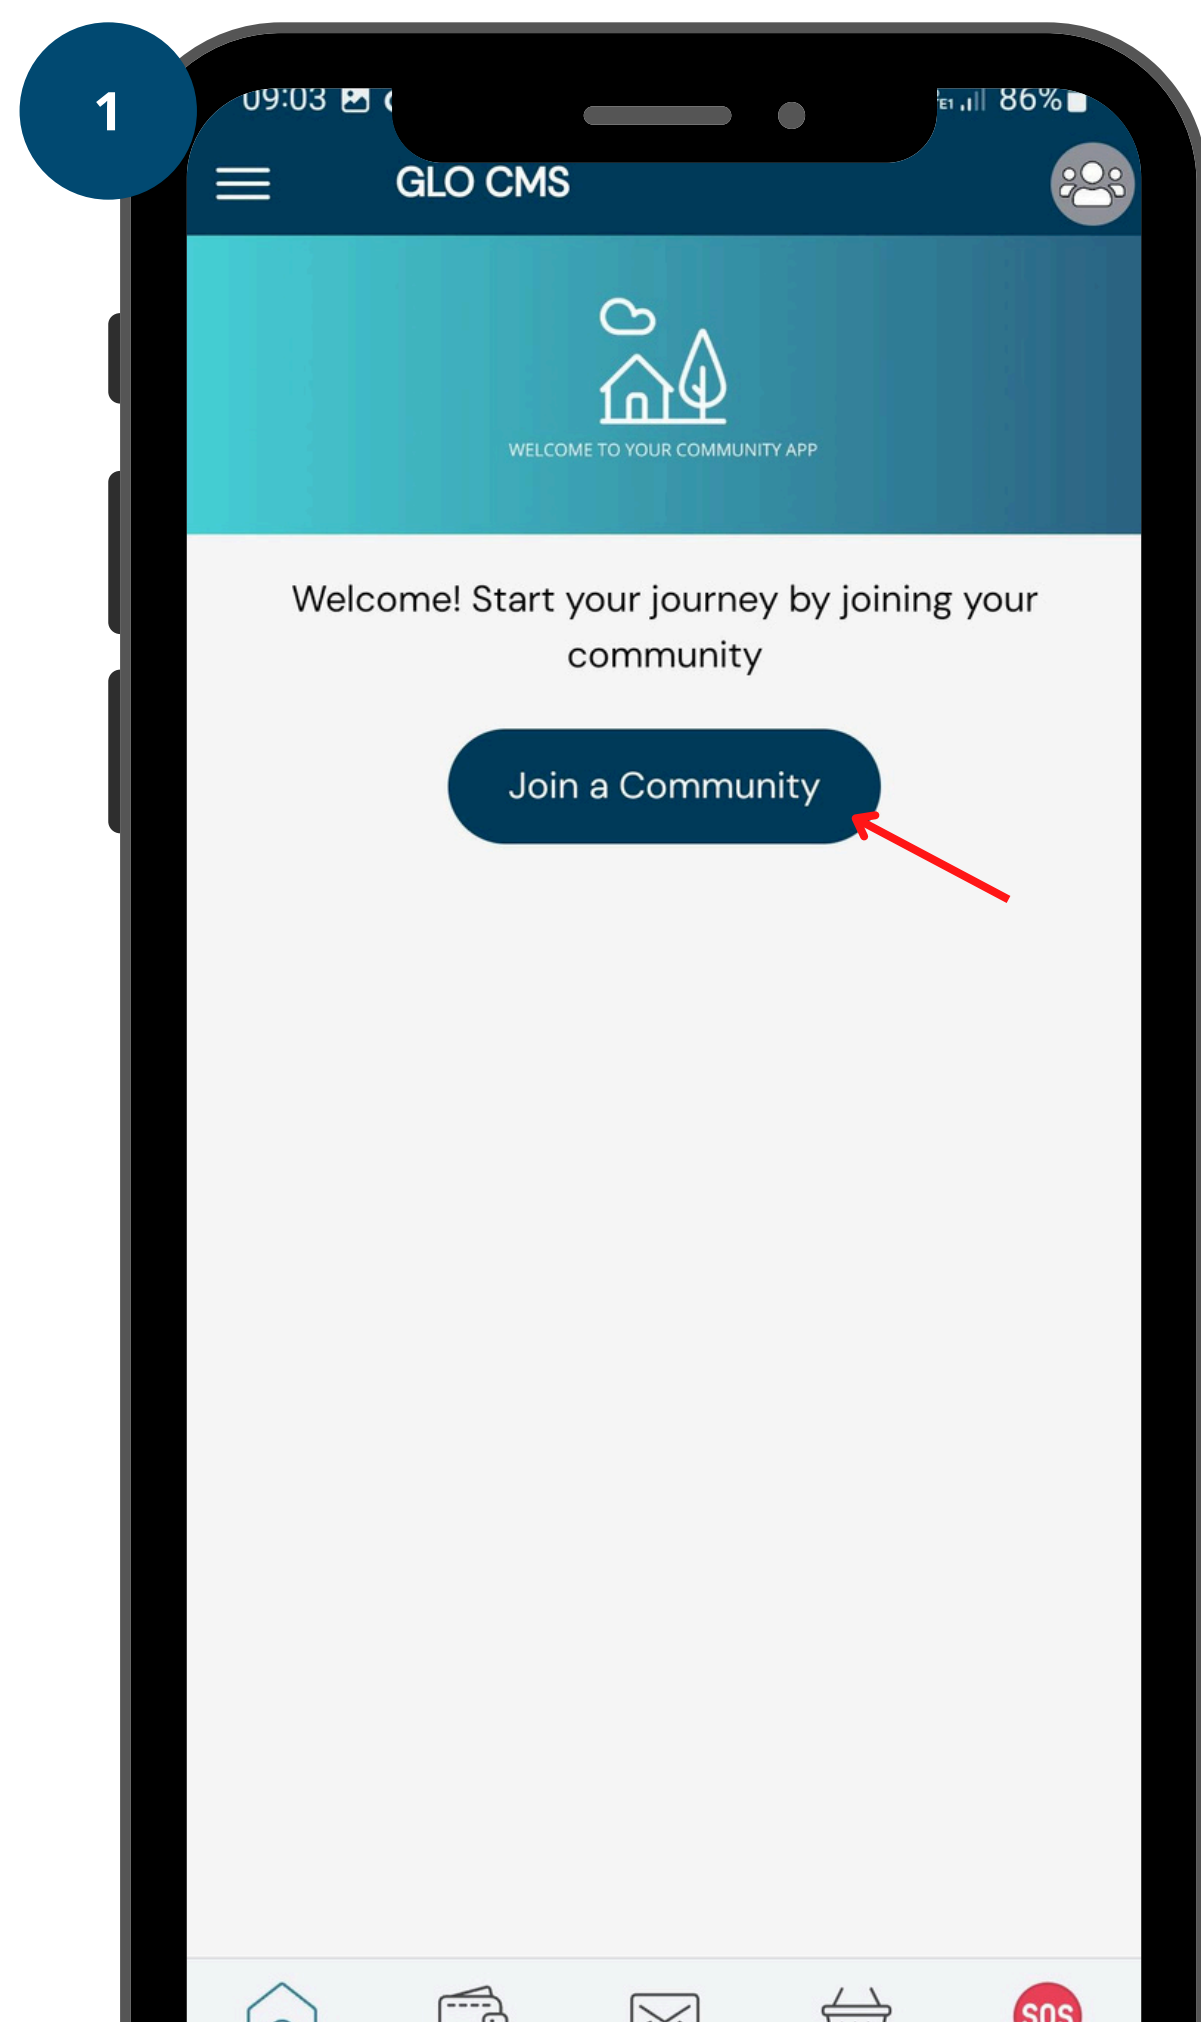 1
09:03
86%
GLO CMS
WELCOME TO YOUR COMMUNITY APP
Welcome! Start your journey by joining your
community
Join a Community
SOS